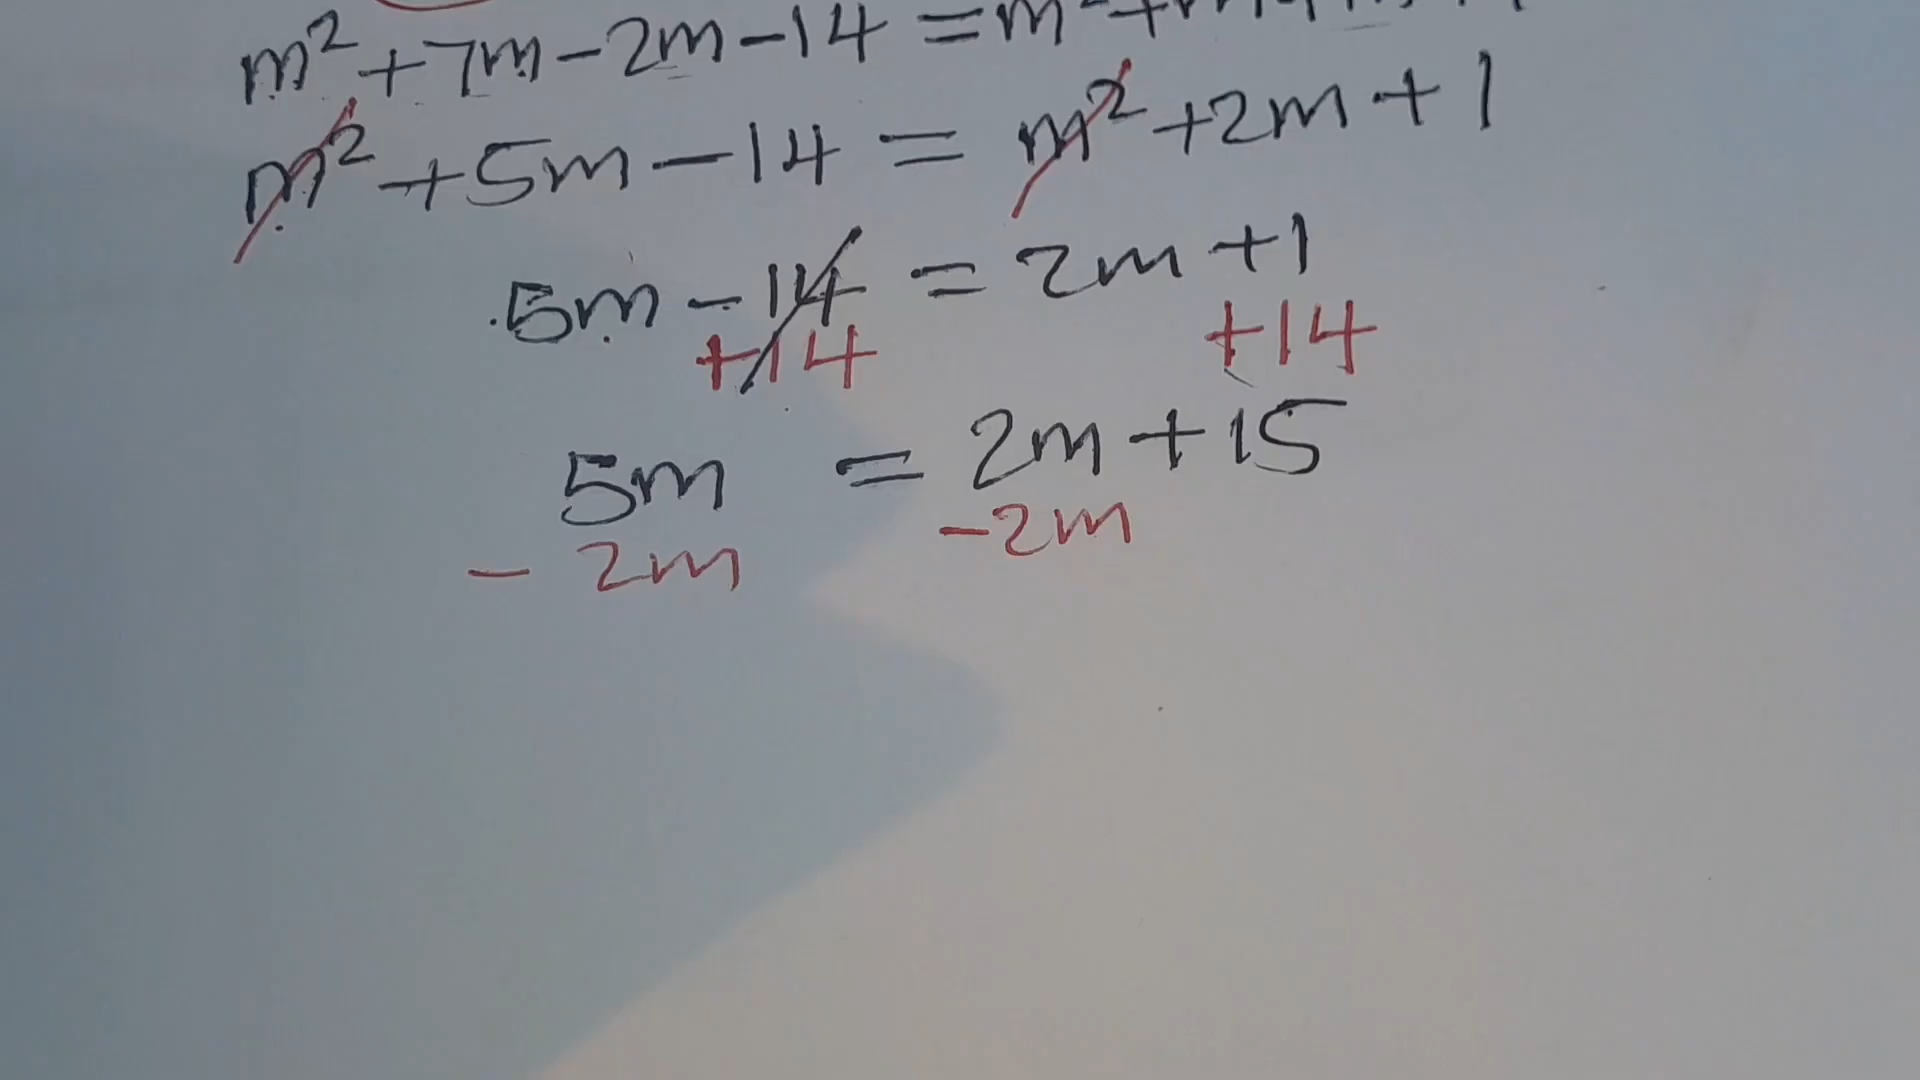 m² + 7m - 2m - 14 = m² +
m² + 5m - 14 = m² + 2m + 1
5m - 14 = 2m + 1
+14 +14
5m = 2m + 15
- 2m -2m